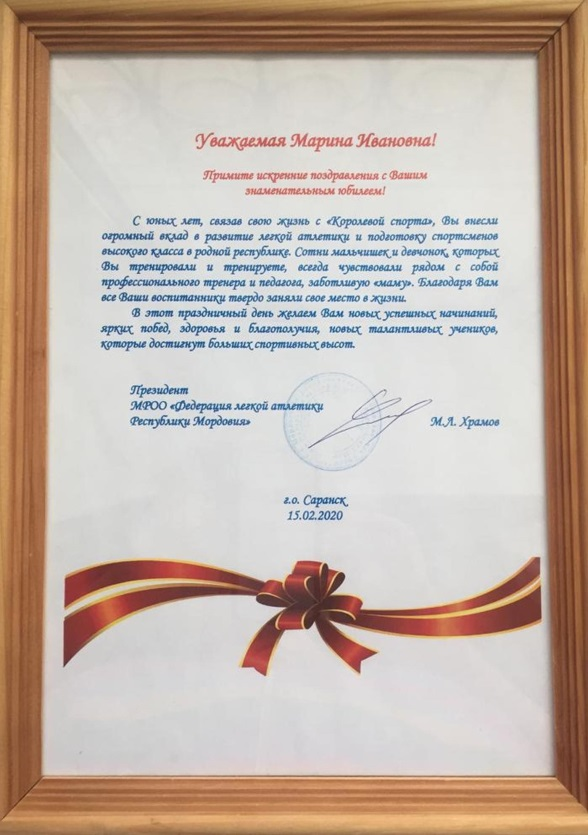 Уважаемая Марина Ивановна!
Примите искренние поздравления с Вашим
знаменательным юбилеем!
С юных лет, связав свою жизнь с «Королевой спорта», Вы внесли
огромный вклад в развитие легкой атлетики и подготовку спортсменов
высокого класса в родной республике. Сотни мальчишек и девчонок, которых
Вы тренировали и тренируете, всегда чувствовали рядом с собой
профессионального тренера и педагога, заботливую «маму». Благодаря Вам
все Ваши воспитанники твердо заняли свое место в жизни.
В этот праздничный день желаем Вам новых успешных начинаний,
ярких побед, здоровья и благополучия, новых талантливых учеников,
которые достигнут больших спортивных высот.
Президент
МРОО «Федерация легкой атлетики
Республики Мордовия» М.Л. Храмов
г.о. Саранск
15.02.2020